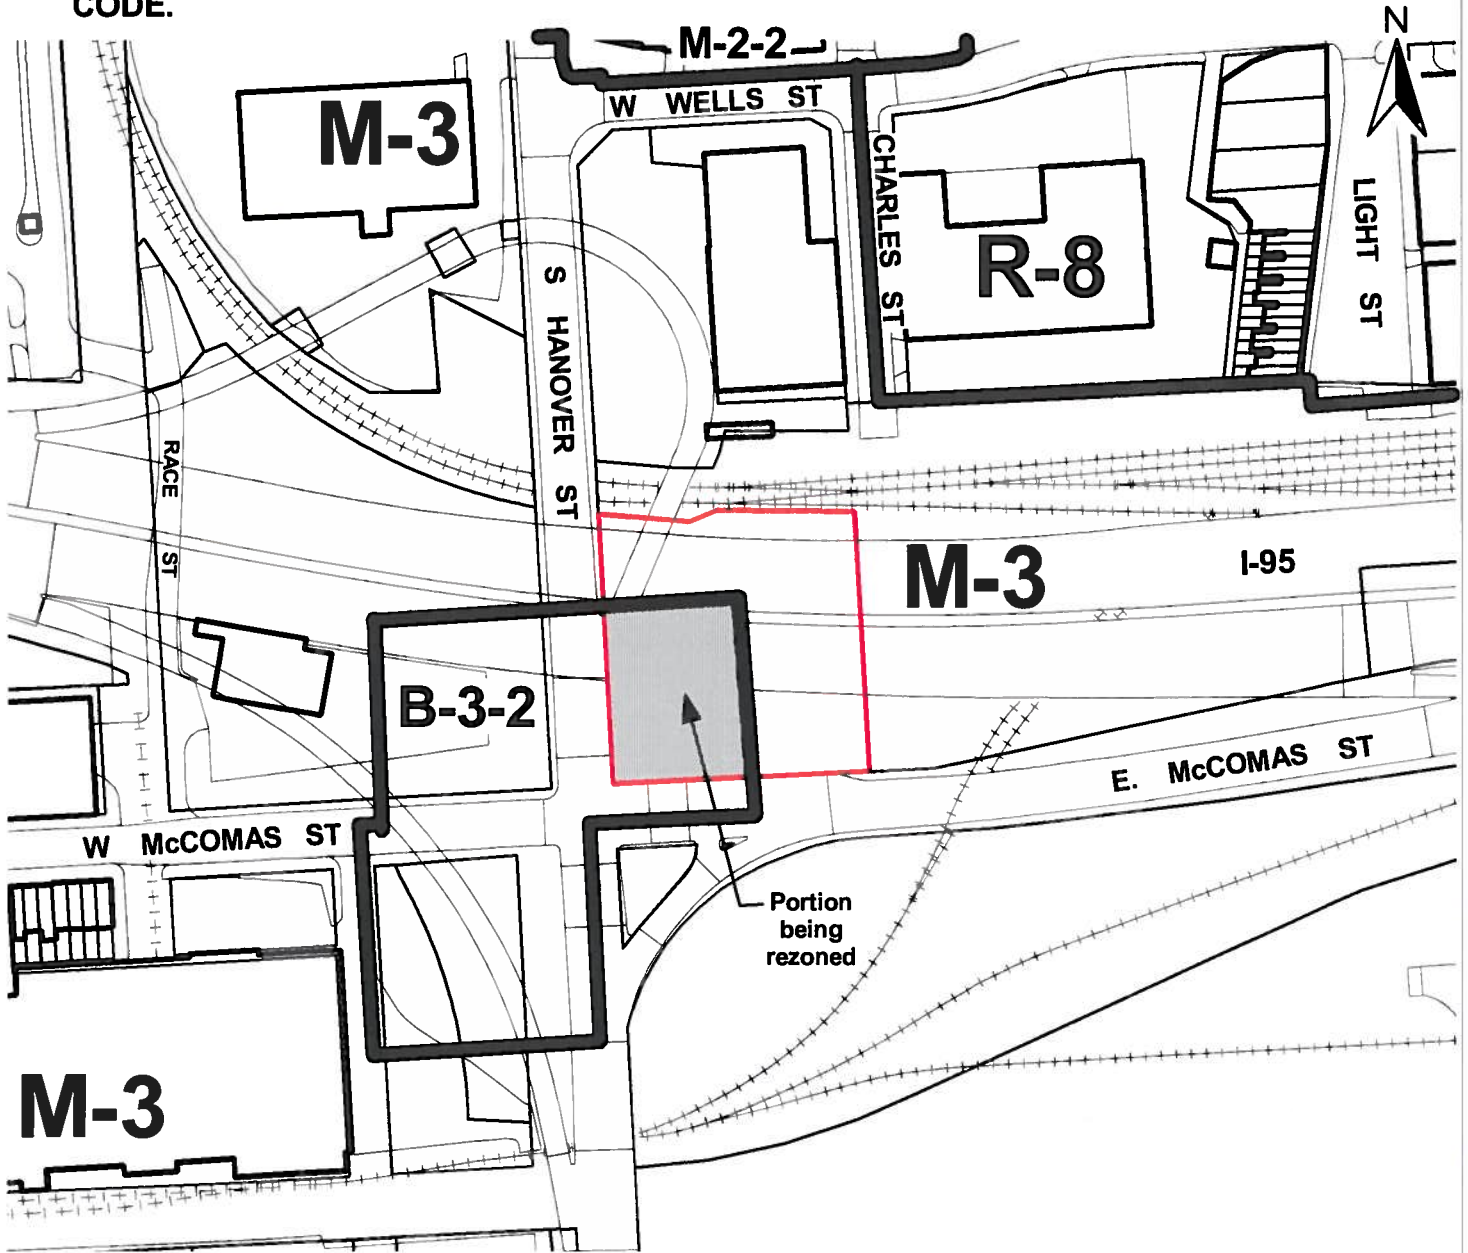 CODE.
M-2-2
N
W WELLS ST
M-3
CHARLES ST
LIGHT ST
R-8
S HANOVER ST
RACE ST
M-3
I-95
B-3-2
E. McCOMAS ST
W McCOMAS ST
Portion
being
rezoned
M-3